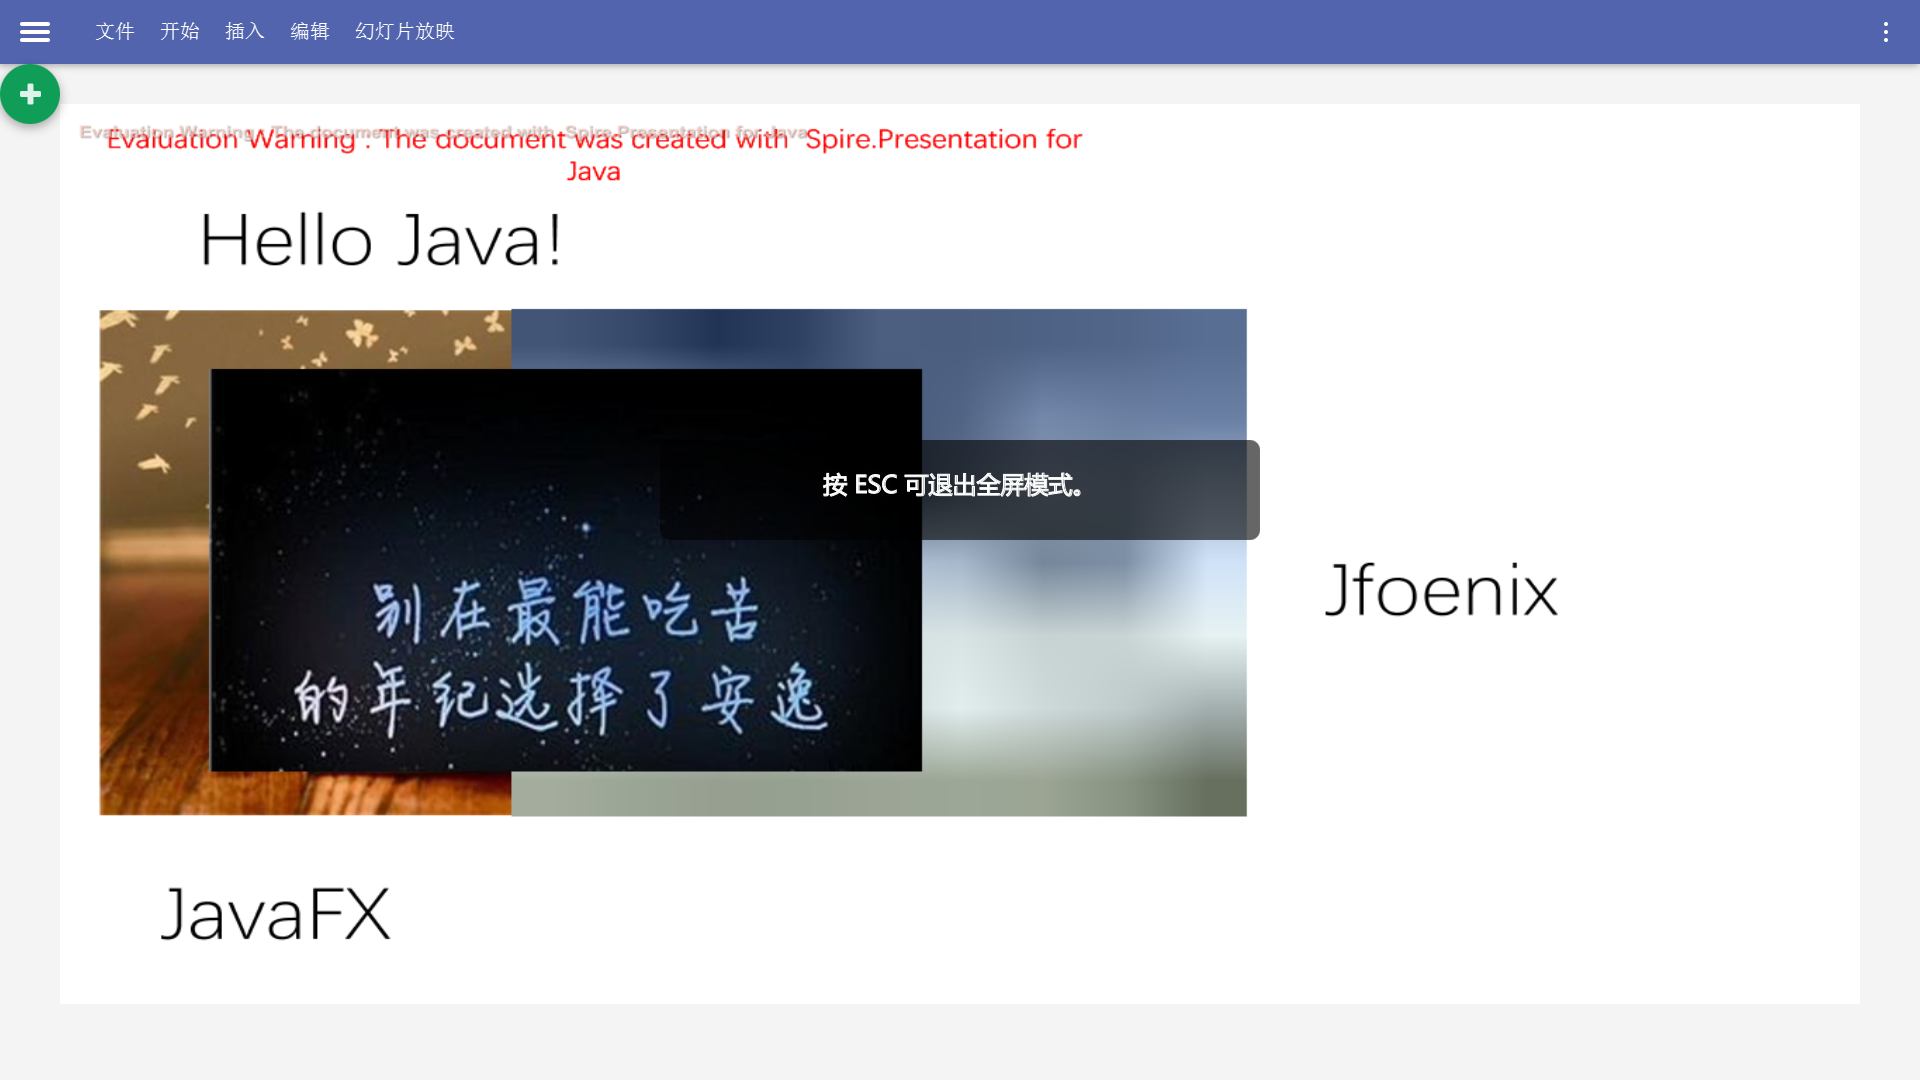 文件 开始 插入 编辑 幻灯片放映
Evaluation Warning : The document was created with Spire.Presentation for Java
Evaluation Warning : The document was created with Spire.Presentation for
Java
Hello Java!
按 ESC 可退出全屏模式。
别在最能吃苦
的年纪选择了安逸
Jfoenix
JavaFX